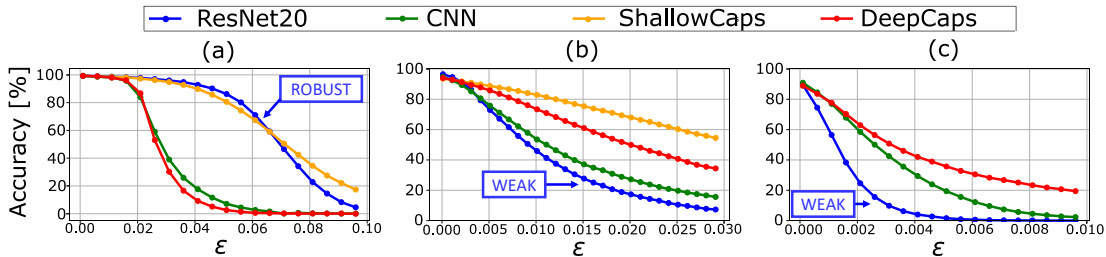 ResNet20 CNN ShallowCaps DeepCaps
(a) (b) (c)
Accuracy [%]
100
80
60
40
20
0
0.00 0.02 0.04 0.06 0.08 0.10
ε
ROBUST
100
80
60
40
20
0
0.000 0.005 0.010 0.015 0.020 0.025 0.030
ε
WEAK
100
80
60
40
20
0
0.000 0.002 0.004 0.006 0.008 0.010
ε
WEAK